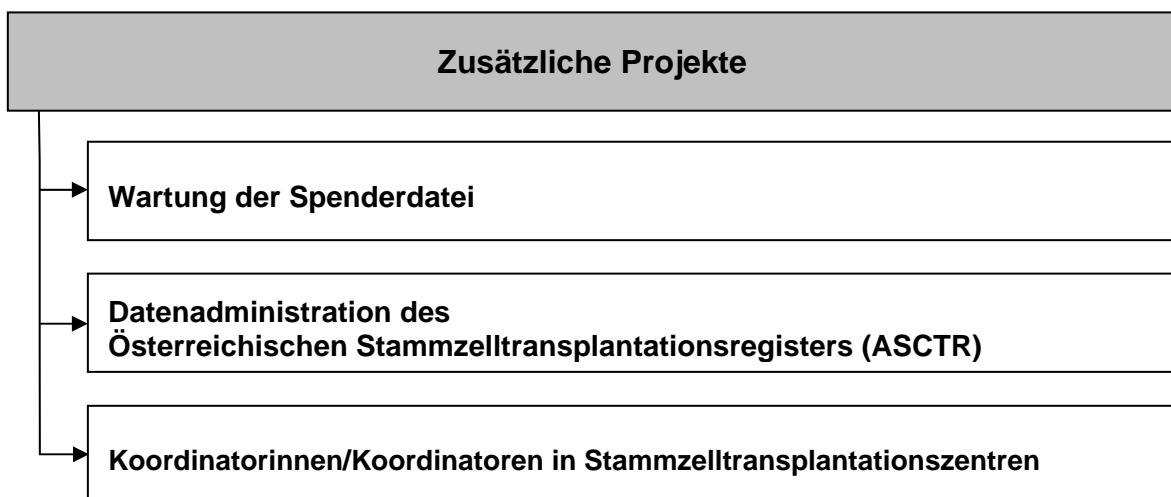 Zusätzliche Projekte
Wartung der Spenderdatei
Datenadministration des
Österreichischen Stammzelltransplantationsregisters (ASCTR)
Koordinatorinnen/Koordinatoren in Stammzelltransplantationszentren